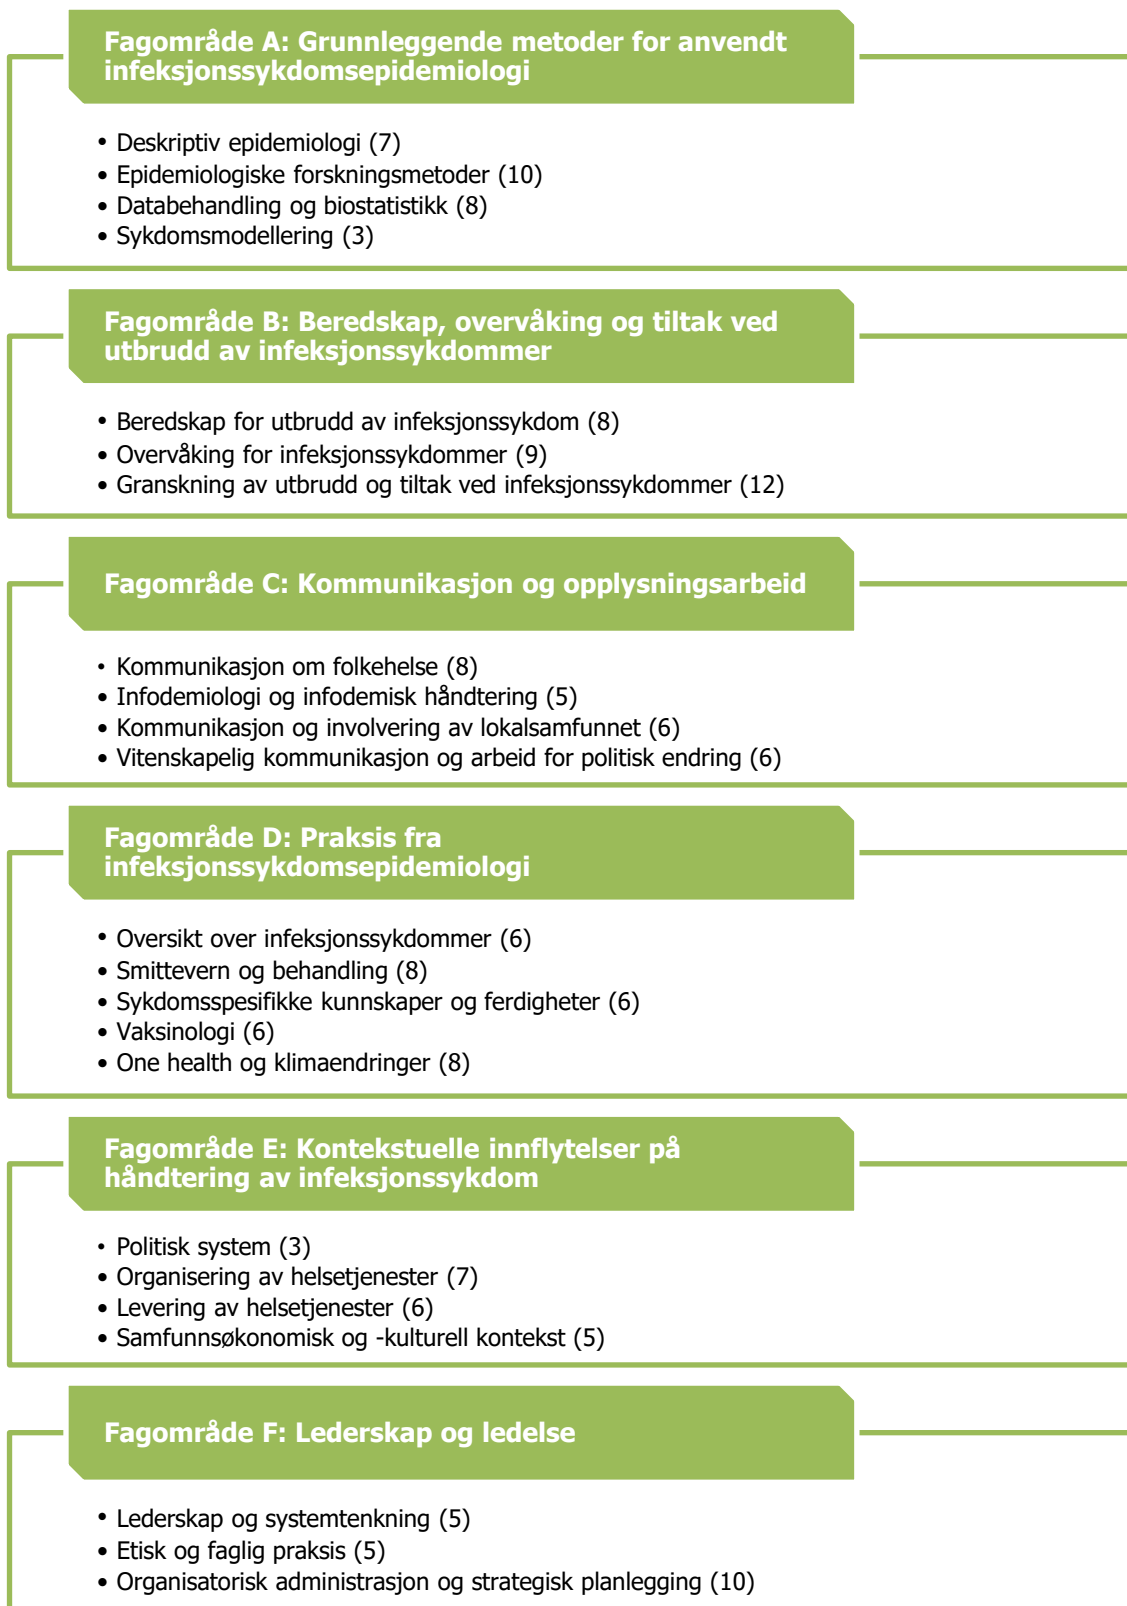 Fagområde A: Grunnleggende metoder for anvendt
infeksjonssykdomsepidemiologi
• Deskriptiv epidemiologi (7)
• Epidemiologiske forskningsmetoder (10)
• Databehandling og biostatistikk (8)
• Sykdomsmodellering (3)
Fagområde B: Beredskap, overvåking og tiltak ved
utbrudd av infeksjonssykdommer
• Beredskap for utbrudd av infeksjonssykdom (8)
• Overvåking for infeksjonssykdommer (9)
• Granskning av utbrudd og tiltak ved infeksjonssykdommer (12)
Fagområde C: Kommunikasjon og opplysningsarbeid
• Kommunikasjon om folkehelse (8)
• Infodemiologi og infodemisk håndtering (5)
• Kommunikasjon og involvering av lokalsamfunnet (6)
• Vitenskapelig kommunikasjon og arbeid for politisk endring (6)
Fagområde D: Praksis fra
infeksjonssykdomsepidemiologi
• Oversikt over infeksjonssykdommer (6)
• Smittevern og behandling (8)
• Sykdomsspesifikke kunnskaper og ferdigheter (6)
• Vaksinologi (6)
• One health og klimaendringer (8)
Fagområde E: Kontekstuelle innflytelser på
håndtering av infeksjonssykdom
• Politisk system (3)
• Organisering av helsetjenester (7)
• Levering av helsetjenester (6)
• Samfunnsøkonomisk og -kulturell kontekst (5)
Fagområde F: Lederskap og ledelse
• Lederskap og systemtenkning (5)
• Etisk og faglig praksis (5)
• Organisatorisk administrasjon og strategisk planlegging (10)